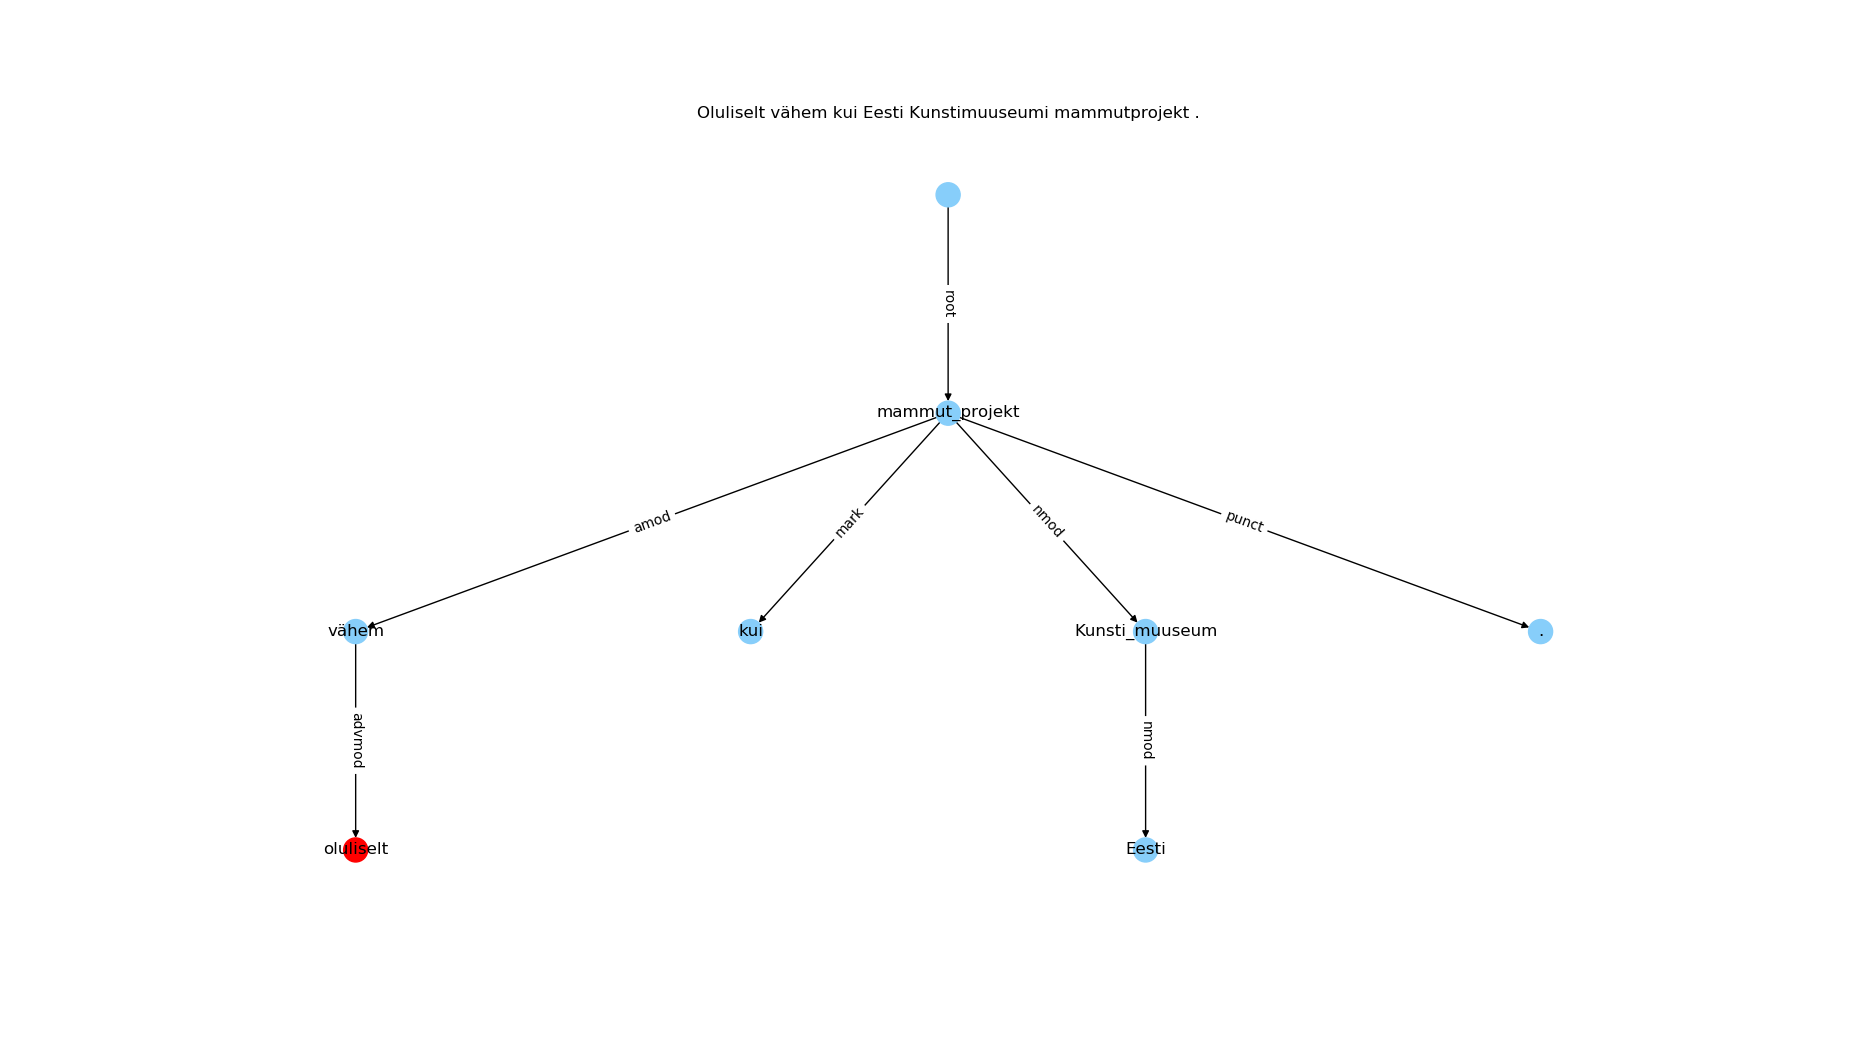 Oluliselt vähem kui Eesti Kunstimuuseumi mammutprojekt .
root
mammut_projekt
amod
mark
nmod
punct
vähem
kui
Kunsti_muuseum
.
advmod
nmod
oluliselt
Eesti